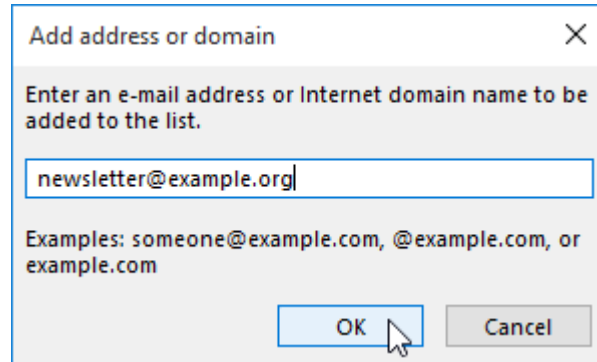 Add address or domain
Enter an e-mail address or Internet domain name to be
added to the list.
newsletter@example.org
Examples: someone@example.com, @example.com, or
example.com
OK Cancel